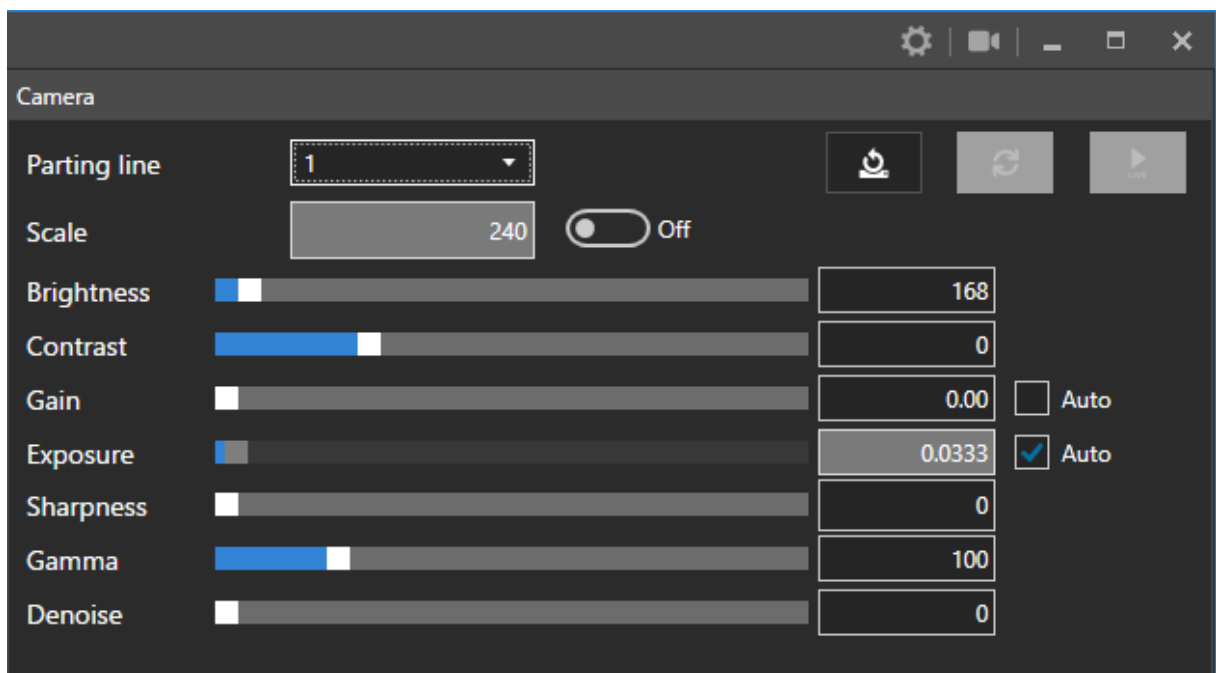 Camera
Parting line 1
Scale 240 Off
Brightness 168
Contrast 0
Gain 0.00 Auto
Exposure 0.0333 Auto
Sharpness 0
Gamma 100
Denoise 0